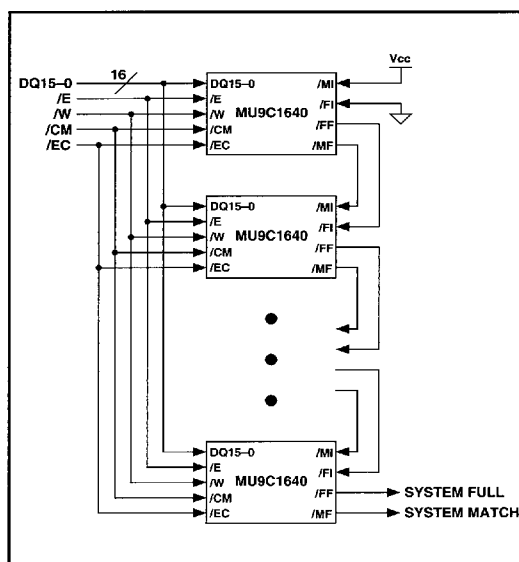 Vcc
16
DQ15–0
/E
/W
/CM
/EC
DQ15–0
/E
/W
/CM
/EC
MU9C1640
/MI
/FI
/FF
/MF
DQ15–0
/E
/W
/CM
/EC
MU9C1640
/MI
/FI
/FF
/MF
DQ15–0
/E
/W
/CM
/EC
MU9C1640
/MI
/FI
/FF
/MF
SYSTEM FULL
SYSTEM MATCH